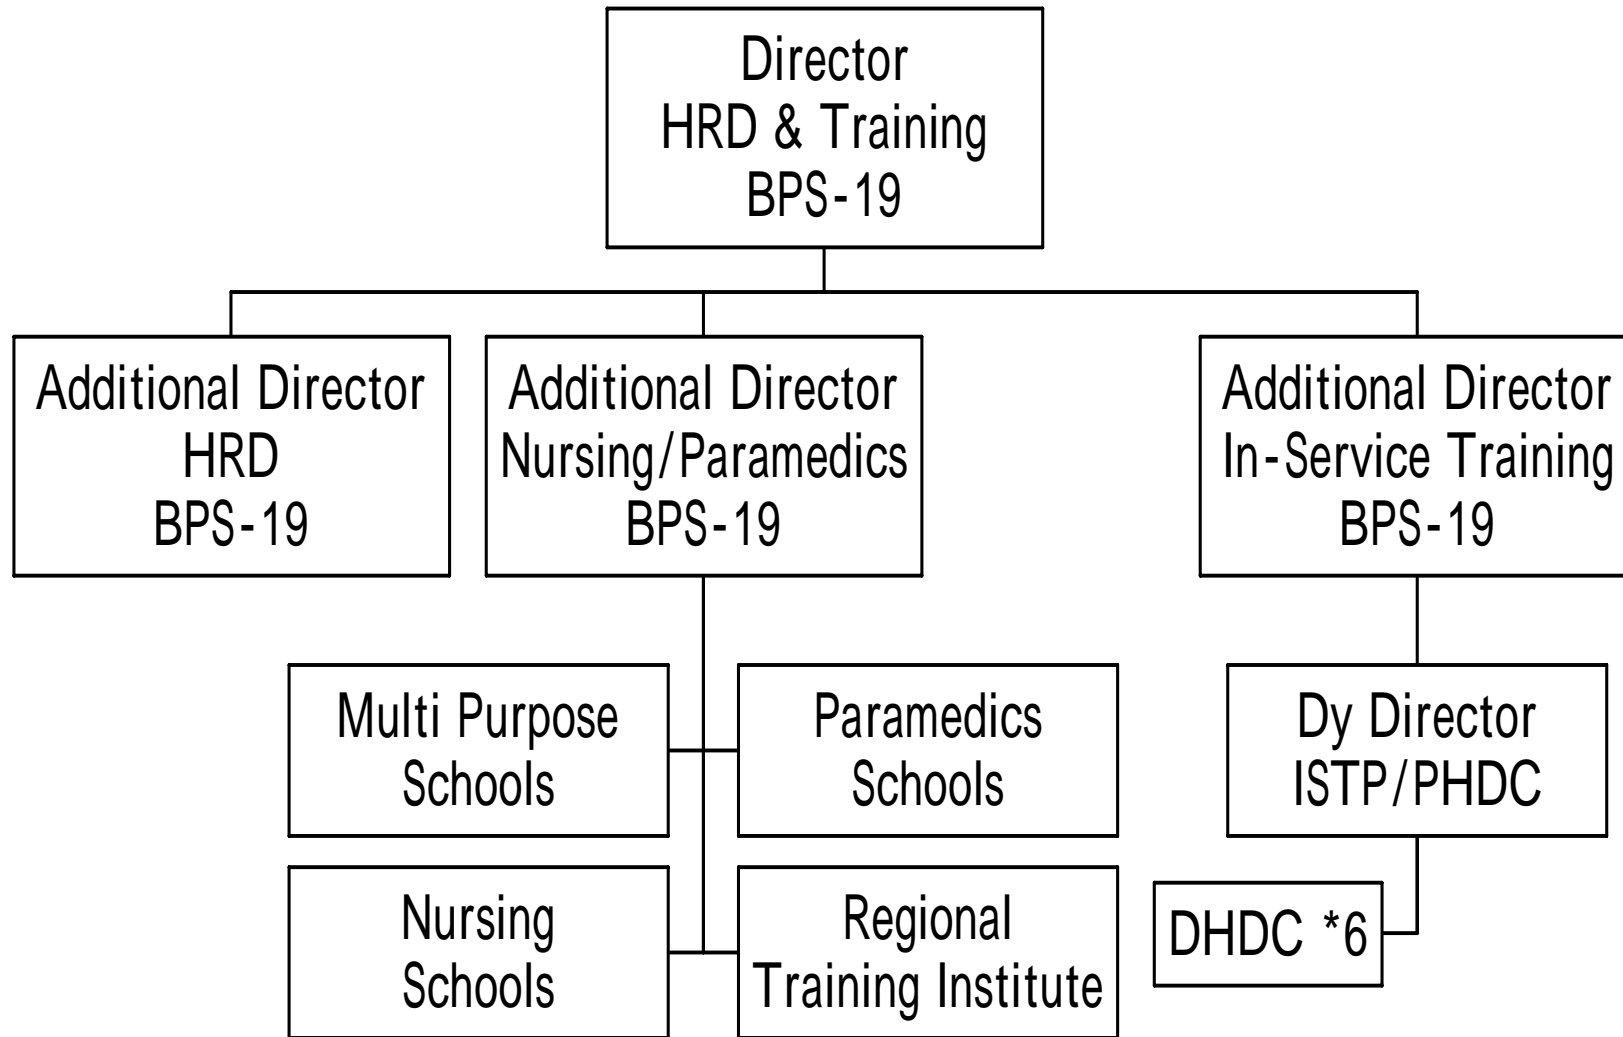 Director
HRD & Training
BPS-19
Additional Director
HRD
BPS-19
Additional Director
Nursing/Paramedics
BPS-19
Additional Director
In-Service Training
BPS-19
Multi Purpose
Schools
Paramedics
Schools
Dy Director
ISTP/PHDC
Nursing
Schools
Regional
Training Institute
DHDC *6